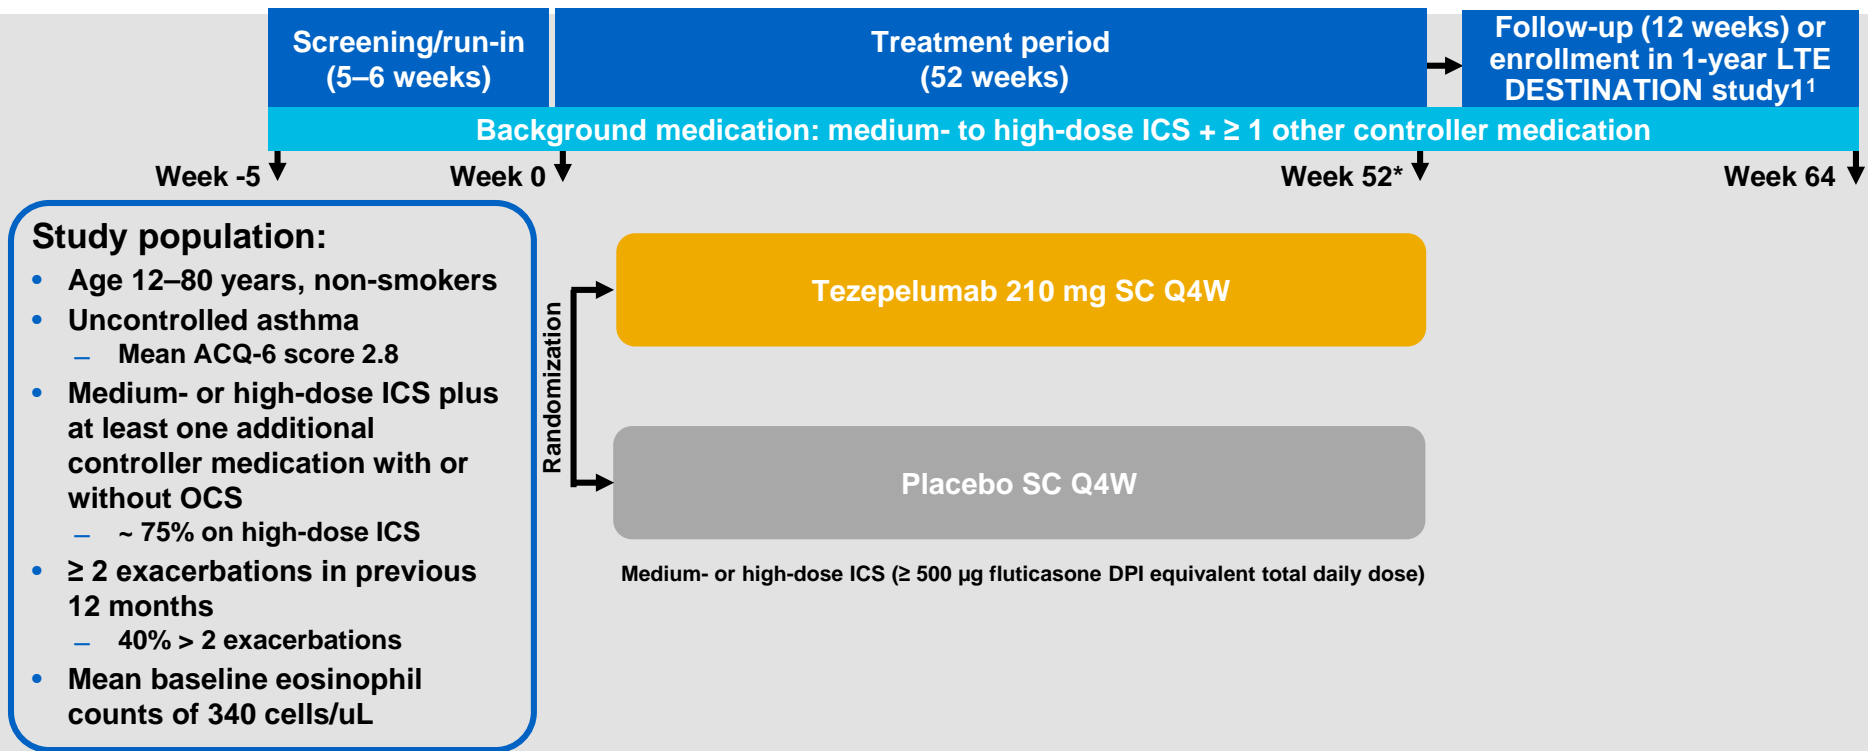 Screening/run-in
(5–6 weeks)
Treatment period
(52 weeks)
Follow-up (12 weeks) or
enrollment in 1-year LTE
DESTINATION study1¹
Background medication: medium- to high-dose ICS + ≥ 1 other controller medication
Week -5
Week 0
Week 52*
Week 64
Study population:
• Age 12–80 years, non-smokers
• Uncontrolled asthma
– Mean ACQ-6 score 2.8
• Medium- or high-dose ICS plus
at least one additional
controller medication with or
without OCS
– ~ 75% on high-dose ICS
• ≥ 2 exacerbations in previous
12 months
– 40% > 2 exacerbations
• Mean baseline eosinophil
counts of 340 cells/uL
Randomization
Tezepelumab 210 mg SC Q4W
Placebo SC Q4W
Medium- or high-dose ICS (≥ 500 µg fluticasone DPI equivalent total daily dose)